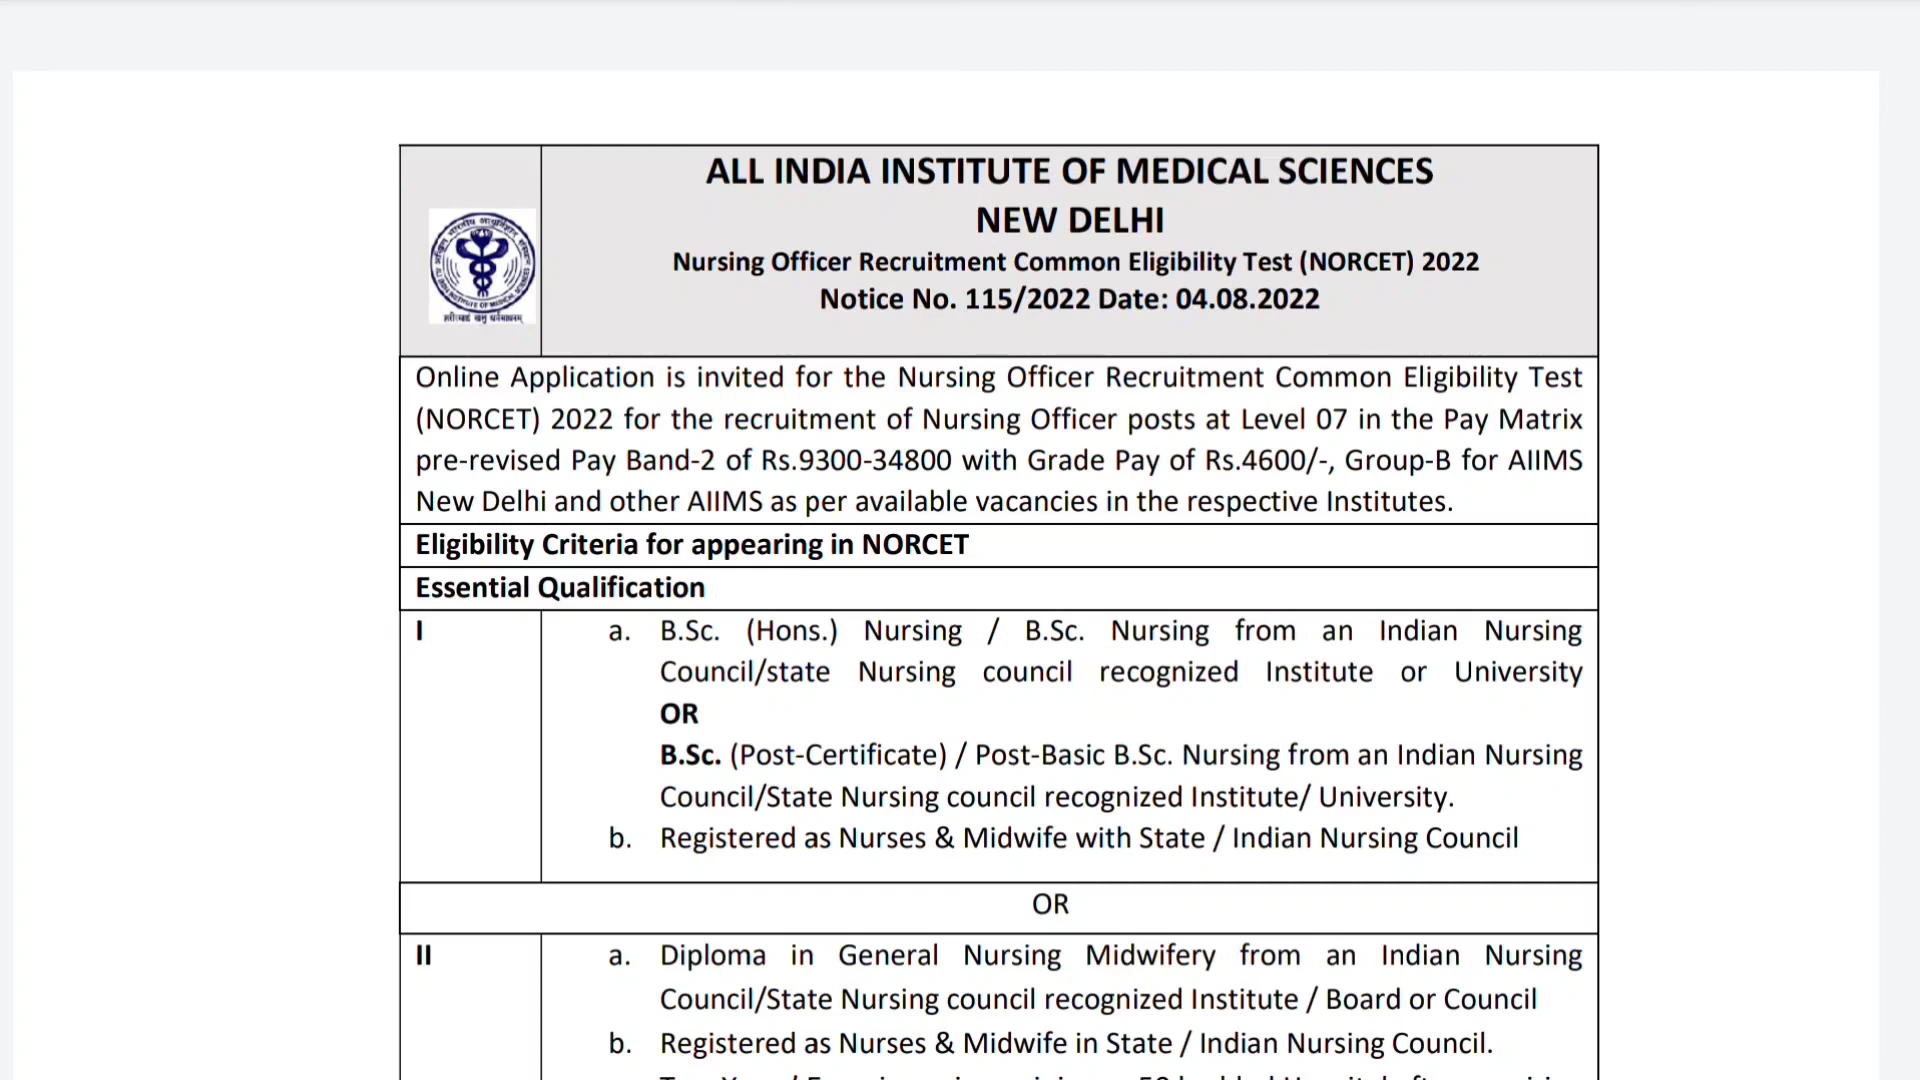 ALL INDIA INSTITUTE OF MEDICAL SCIENCES
NEW DELHI
Nursing Officer Recruitment Common Eligibility Test (NORCET) 2022
Notice No. 115/2022 Date: 04.08.2022
Online Application is invited for the Nursing Officer Recruitment Common Eligibility Test
(NORCET) 2022 for the recruitment of Nursing Officer posts at Level 07 in the Pay Matrix
pre-revised Pay Band-2 of Rs.9300-34800 with Grade Pay of Rs.4600/-, Group-B for AIIMS
New Delhi and other AIIMS as per available vacancies in the respective Institutes.
Eligibility Criteria for appearing in NORCET
Essential Qualification
I
a. B.Sc. (Hons.) Nursing / B.Sc. Nursing from an Indian Nursing
Council/state Nursing council recognized Institute or University
OR
B.Sc. (Post-Certificate) / Post-Basic B.Sc. Nursing from an Indian Nursing
Council/State Nursing council recognized Institute/ University.
b. Registered as Nurses & Midwife with State / Indian Nursing Council
OR
II
a. Diploma in General Nursing Midwifery from an Indian Nursing
Council/State Nursing council recognized Institute / Board or Council
b. Registered as Nurses & Midwife in State / Indian Nursing Council.